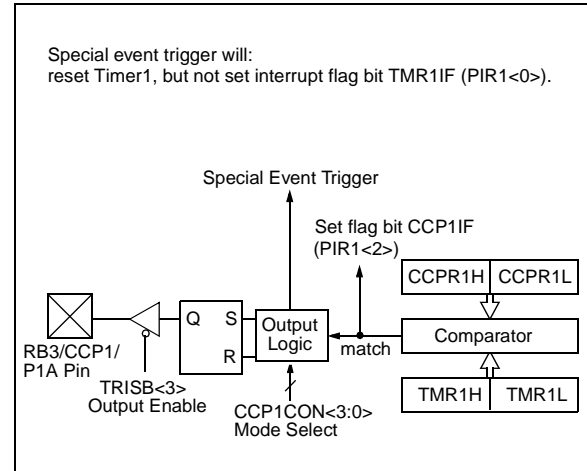 Special event trigger will:
reset Timer1, but not set interrupt flag bit TMR1IF (PIR1<0>).
Special Event Trigger
Set flag bit CCP1IF
(PIR1<2>)
CCPR1H CCPR1L
Q S Output
Logic
R
match
Comparator
RB3/CCP1/
P1A Pin
TRISB<3>
Output Enable
CCP1CON<3:0>
Mode Select
TMR1H TMR1L